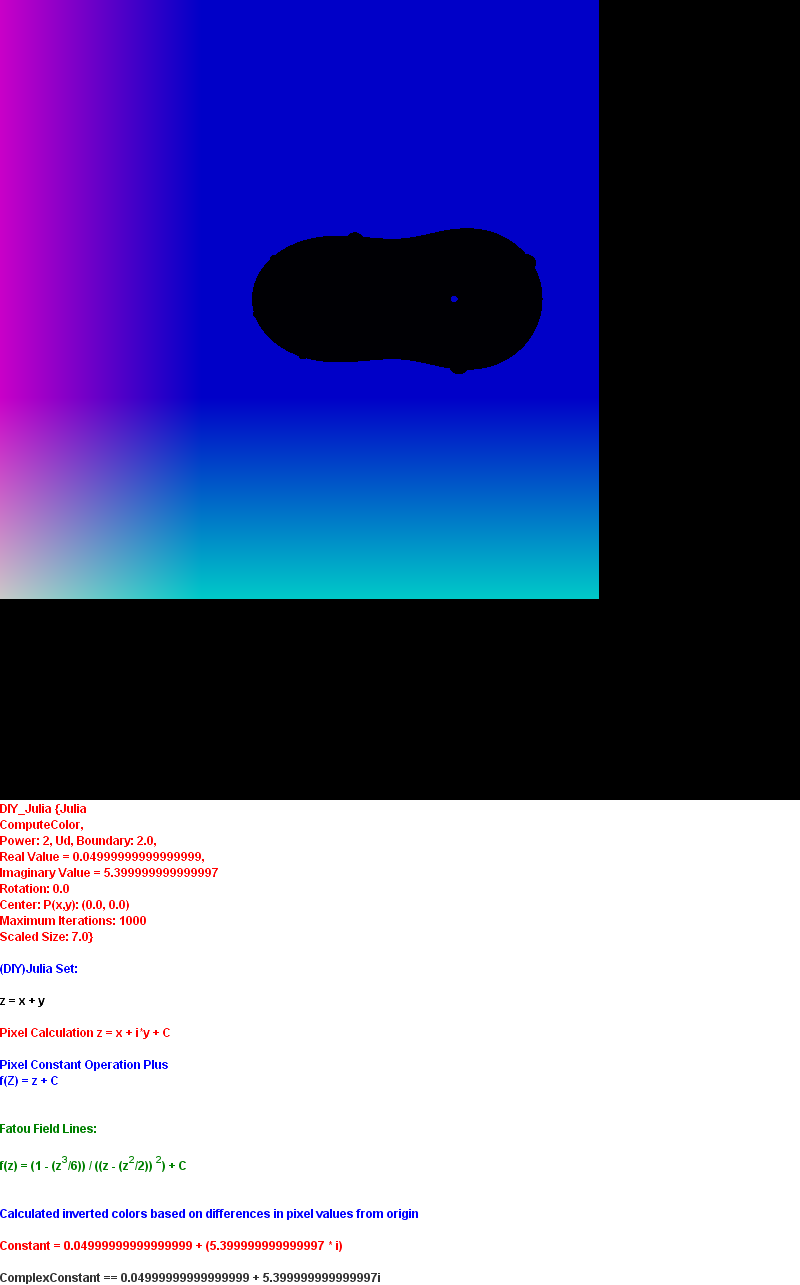 DIY_Julia {Julia
ComputeColor,
Power: 2, Ud, Boundary: 2.0,
Real Value = 0.04999999999999999,
Imaginary Value = 5.399999999999997
Rotation: 0.0
Center: P(x,y): (0.0, 0.0)
Maximum Iterations: 1000
Scaled Size: 7.0}
(DIY)Julia Set:
z = x + y
Pixel Calculation z = x + i*y + C
Pixel Constant Operation Plus
f(Z) = z + C
Fatou Field Lines:
f(z) = (1 - (z³/6)) / ((z - (z²/2)) ²) + C
Calculated inverted colors based on differences in pixel values from origin
Constant = 0.04999999999999999 + (5.399999999999997 * i)
ComplexConstant == 0.04999999999999999 + 5.399999999999997i